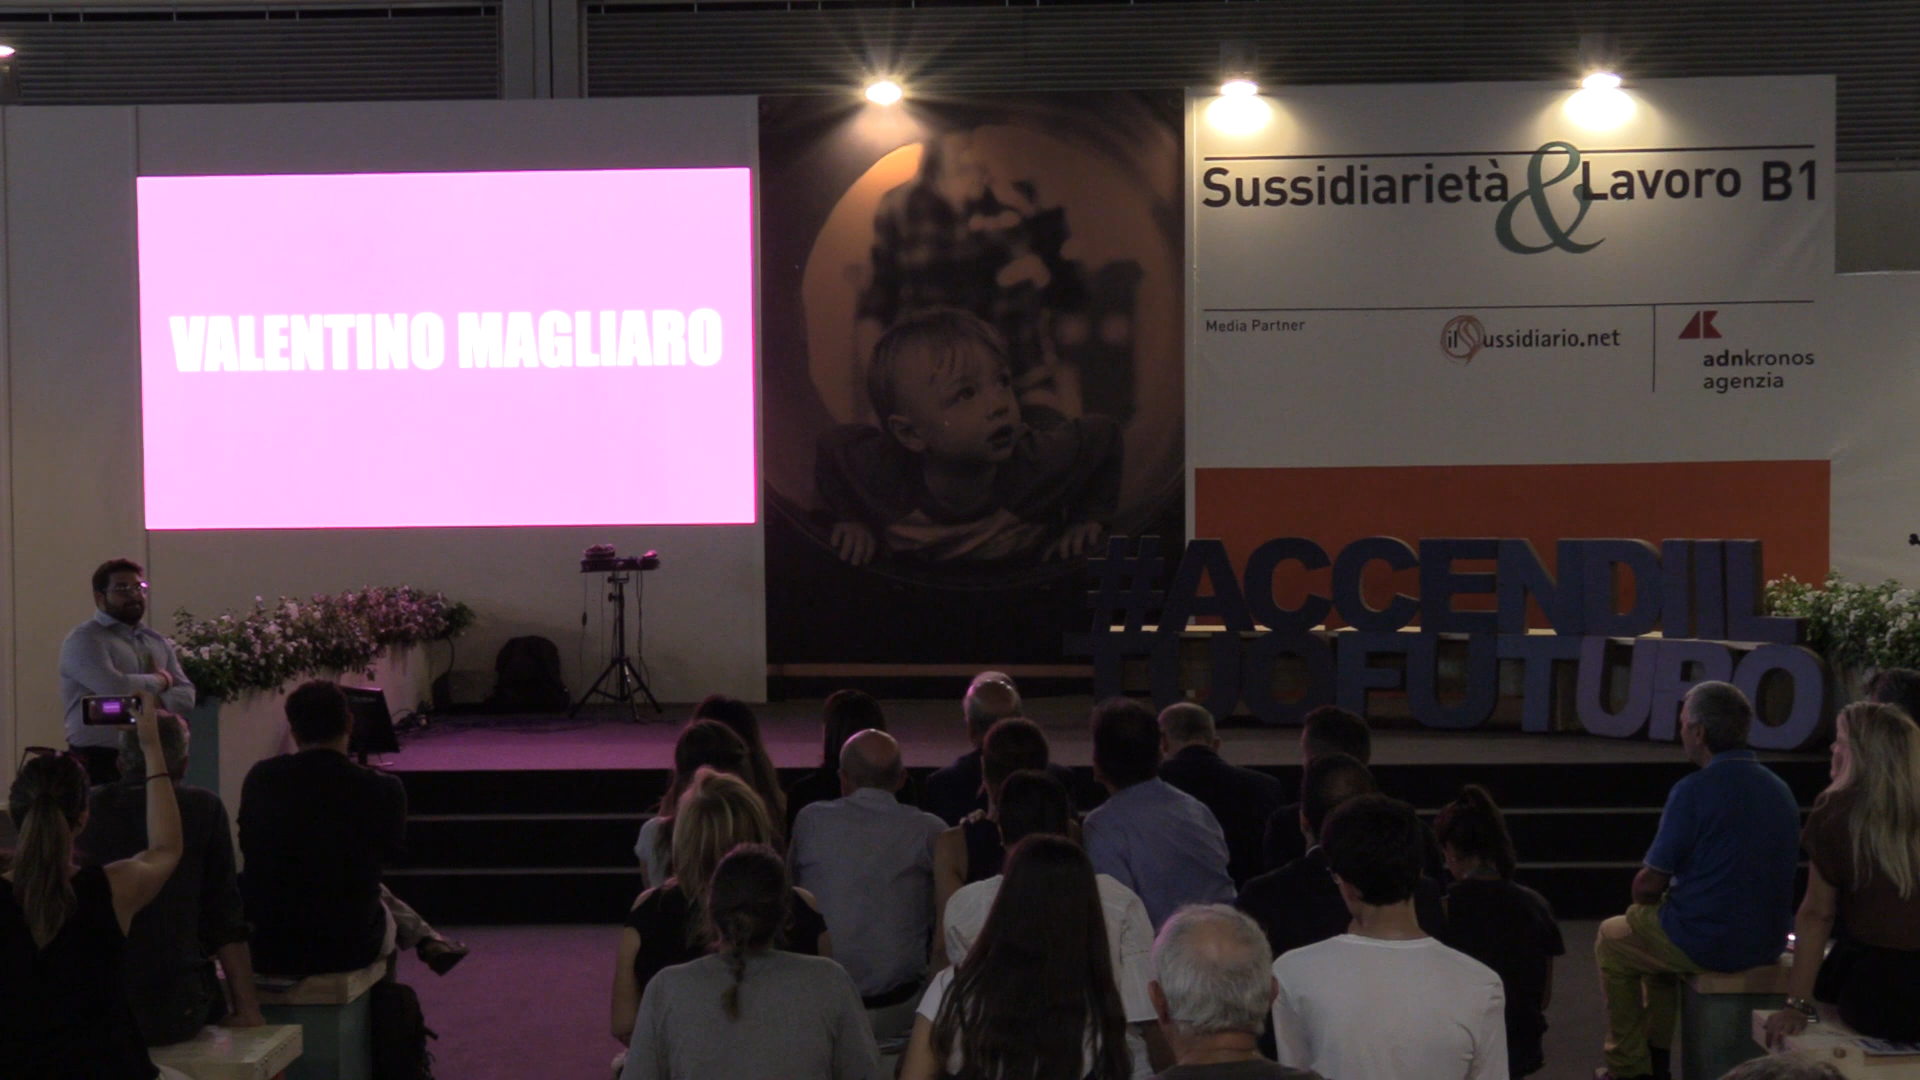 VALENTINO MAGLIARO
Sussidiarietà & Lavoro B1
Media Partner
ilSussidiario.net
adnkronos
agenzia
#ACCENDIIL
TUOFUTURO